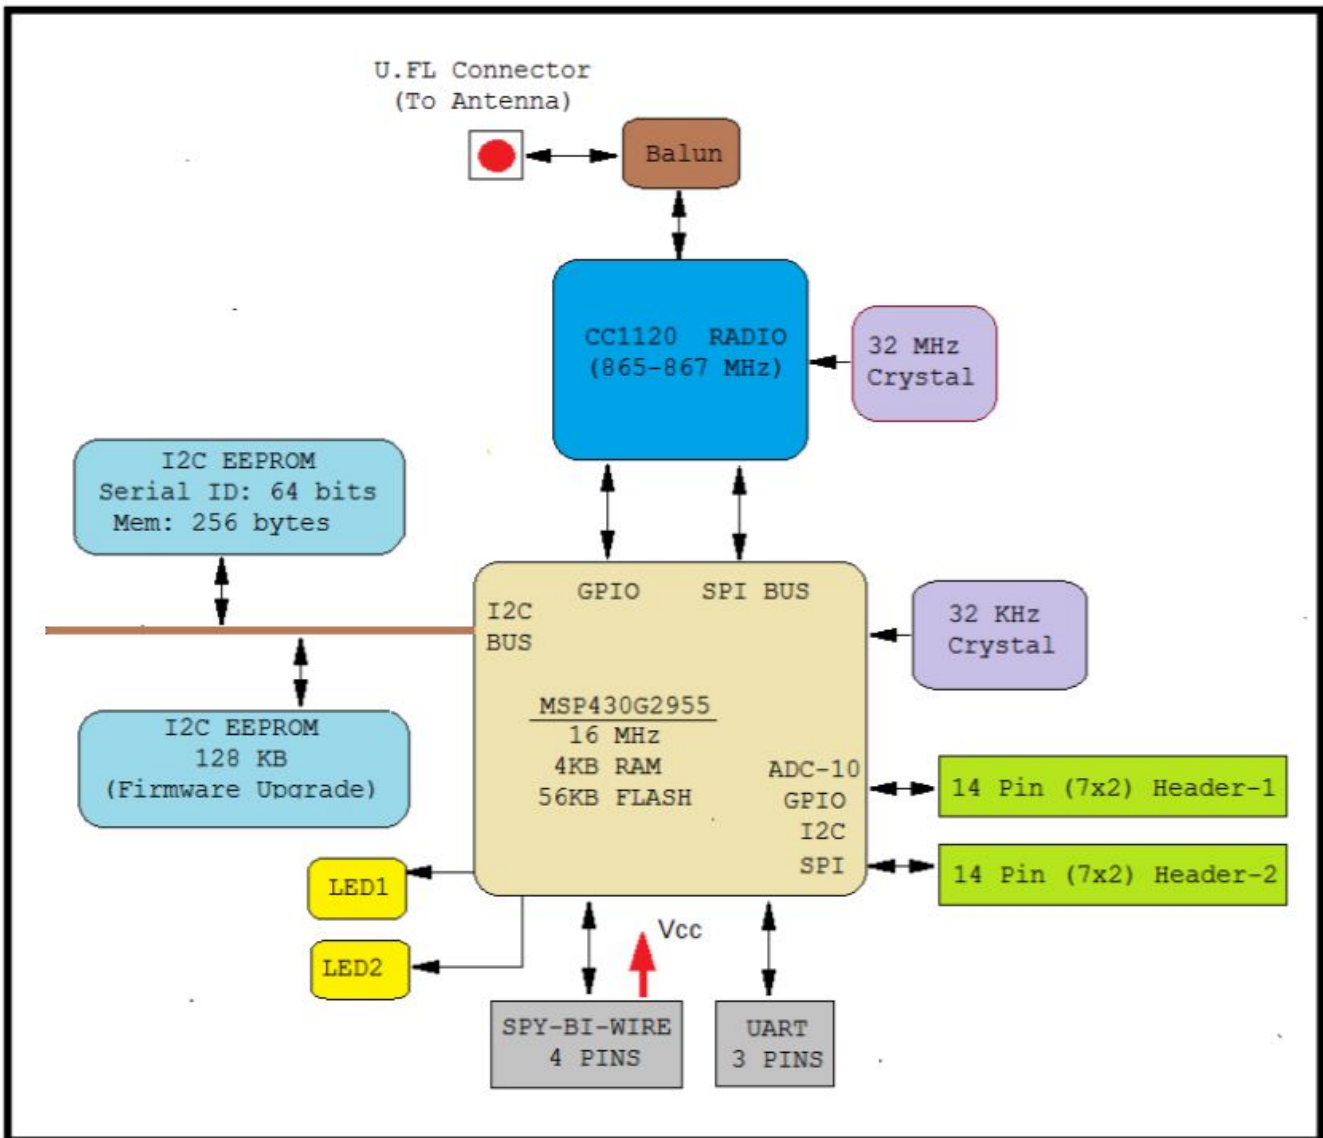 U.FL Connector
(To Antenna)
Balun
CC1120 RADIO
(865-867 MHz)
32 MHz
Crystal
I2C EEPROM
Serial ID: 64 bits
Mem: 256 bytes
GPIO SPI BUS
I2C
BUS
32 KHz
Crystal
MSP430G2955
16 MHz
4KB RAM
56KB FLASH
I2C EEPROM
128 KB
(Firmware Upgrade)
ADC-10
GPIO
I2C
SPI
14 Pin (7x2) Header-1
14 Pin (7x2) Header-2
LED1
LED2
Vcc
SPY-BI-WIRE
4 PINS
UART
3 PINS